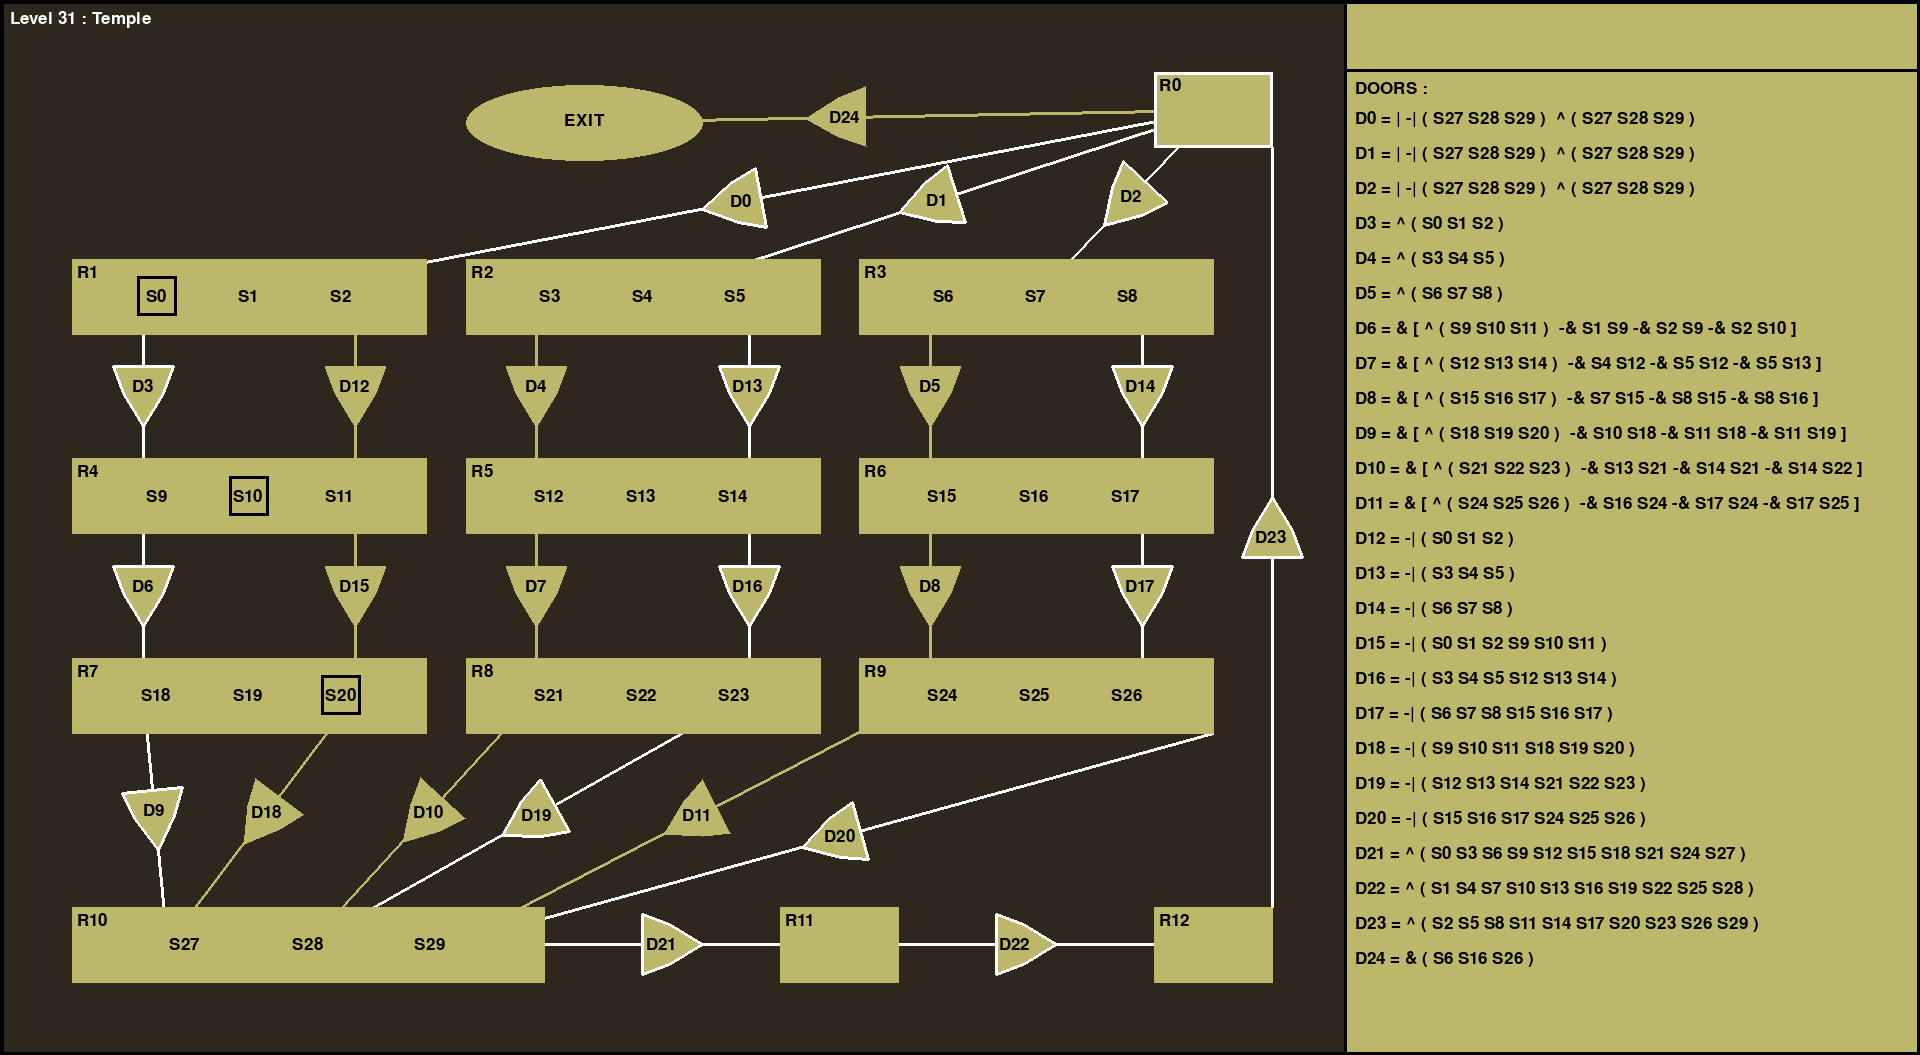 Level 31 : Temple
EXIT
D24
R0
D0
D1
D2
R1
S0 S1 S2
R2
S3 S4 S5
R3
S6 S7 S8
D3 D12 D4 D13 D5 D14
R4
S9 S10 S11
R5
S12 S13 S14
R6
S15 S16 S17
D23
D6 D15 D7 D16 D8 D17
R7
S18 S19 S20
R8
S21 S22 S23
R9
S24 S25 S26
D9 D18 D10 D19 D11 D20
R10
S27 S28 S29
D21
R11
D22
R12
DOORS :
D0 = | -| ( S27 S28 S29 ) ^ ( S27 S28 S29 )
D1 = | -| ( S27 S28 S29 ) ^ ( S27 S28 S29 )
D2 = | -| ( S27 S28 S29 ) ^ ( S27 S28 S29 )
D3 = ^ ( S0 S1 S2 )
D4 = ^ ( S3 S4 S5 )
D5 = ^ ( S6 S7 S8 )
D6 = & [ ^ ( S9 S10 S11 ) -& S1 S9 -& S2 S9 -& S2 S10 ]
D7 = & [ ^ ( S12 S13 S14 ) -& S4 S12 -& S5 S12 -& S5 S13 ]
D8 = & [ ^ ( S15 S16 S17 ) -& S7 S15 -& S8 S15 -& S8 S16 ]
D9 = & [ ^ ( S18 S19 S20 ) -& S10 S18 -& S11 S18 -& S11 S19 ]
D10 = & [ ^ ( S21 S22 S23 ) -& S13 S21 -& S14 S21 -& S14 S22 ]
D11 = & [ ^ ( S24 S25 S26 ) -& S16 S24 -& S17 S24 -& S17 S25 ]
D12 = -| ( S0 S1 S2 )
D13 = -| ( S3 S4 S5 )
D14 = -| ( S6 S7 S8 )
D15 = -| ( S0 S1 S2 S9 S10 S11 )
D16 = -| ( S3 S4 S5 S12 S13 S14 )
D17 = -| ( S6 S7 S8 S15 S16 S17 )
D18 = -| ( S9 S10 S11 S18 S19 S20 )
D19 = -| ( S12 S13 S14 S21 S22 S23 )
D20 = -| ( S15 S16 S17 S24 S25 S26 )
D21 = ^ ( S0 S3 S6 S9 S12 S15 S18 S21 S24 S27 )
D22 = ^ ( S1 S4 S7 S10 S13 S16 S19 S22 S25 S28 )
D23 = ^ ( S2 S5 S8 S11 S14 S17 S20 S23 S26 S29 )
D24 = & ( S6 S16 S26 )